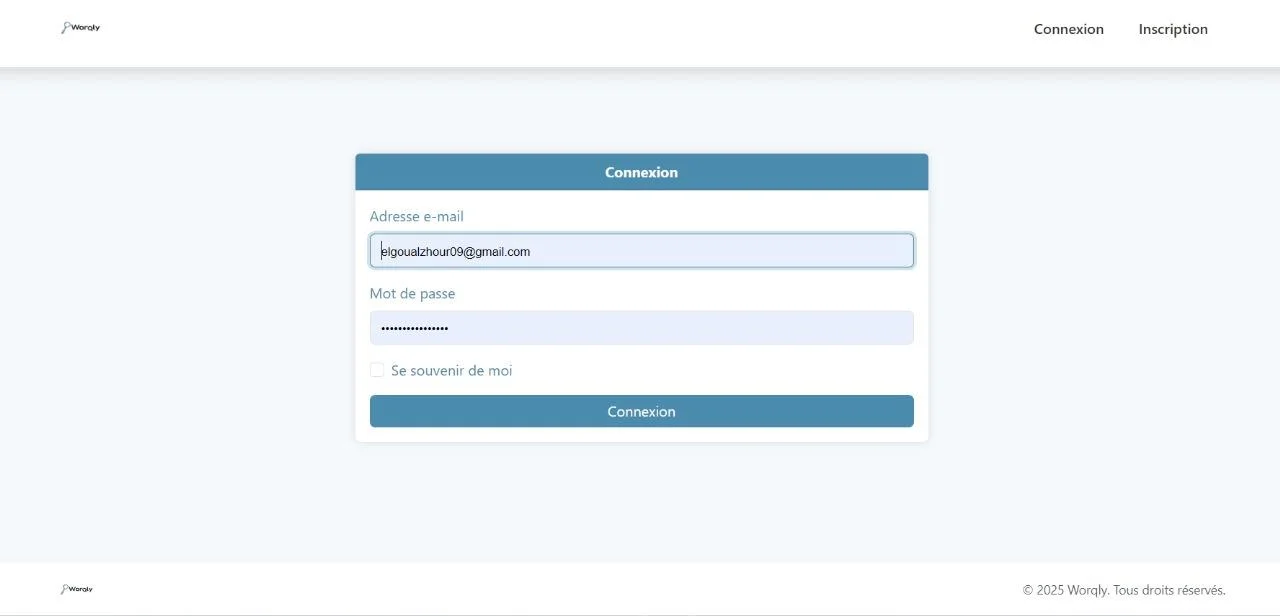 Worqly
Connexion Inscription
Connexion
Adresse e-mail
elgoualzhour09@gmail.com
Mot de passe
••••••••••••••••
Se souvenir de moi
Connexion
Worqly
© 2025 Worqly. Tous droits réservés.